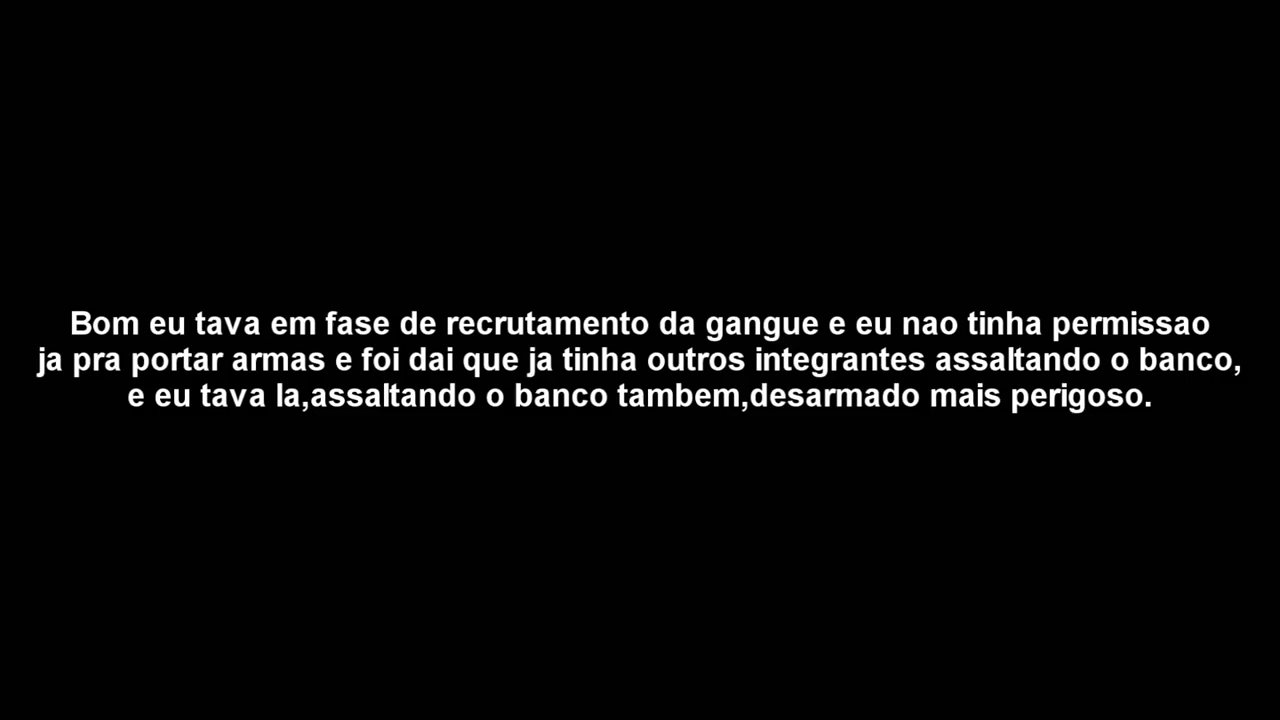 Bom eu tava em fase de recrutamento da gangue e eu nao tinha permissao
ja pra portar armas e foi dai que ja tinha outros integrantes assaltando o banco,
e eu tava la,assaltando o banco tambem,desarmado mais perigoso.